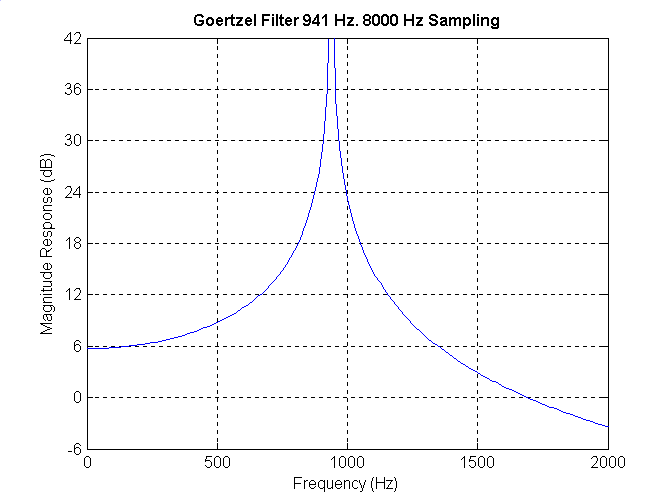 Goertzel Filter 941 Hz. 8000 Hz Sampling
42
36
30
24
18
12
6
0
-6
Magnitude Response (dB)
0 500 1000 1500 2000
Frequency (Hz)